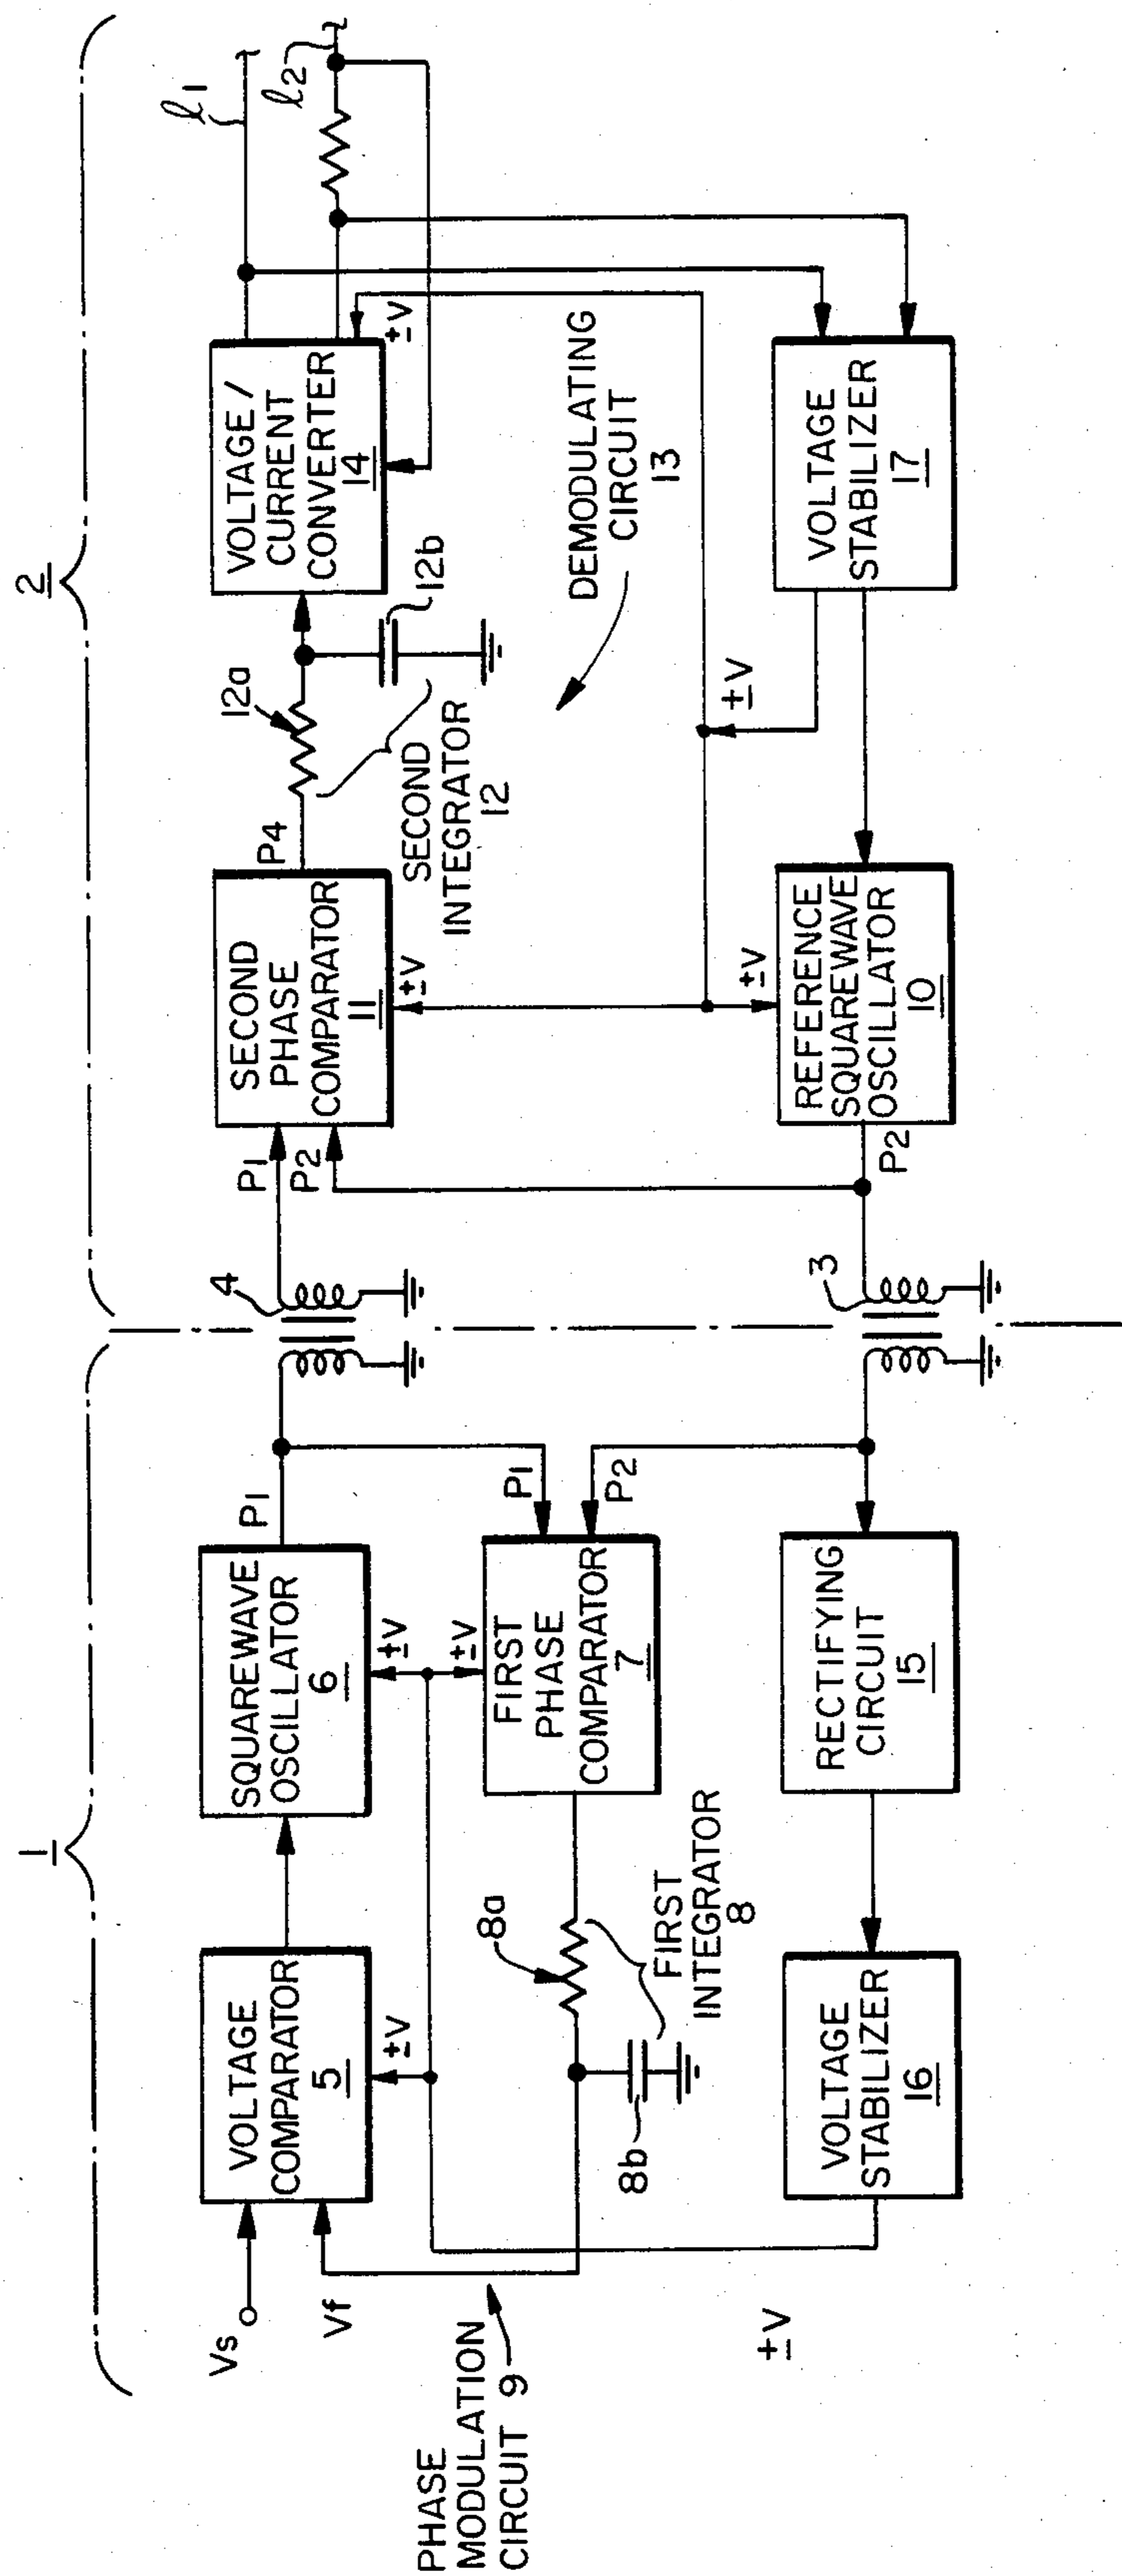 1
2
Vs
Vf
VOLTAGE
COMPARATOR
5
±V
SQUAREWAVE
OSCILLATOR
6
±V
P1
4
P1
P2
SECOND
PHASE
COMPARATOR
11
±V
P4
12a
SECOND
INTEGRATOR
12
12b
VOLTAGE/
CURRENT
CONVERTER
14
±V
ℓ1
ℓ2
PHASE
MODULATION
CIRCUIT 9
8a
8b
FIRST
INTEGRATOR
8
±V
FIRST
PHASE
COMPARATOR
7
P1
P2
DEMODULATING
CIRCUIT
13
±V
±V
VOLTAGE
STABILIZER
16
RECTIFYING
CIRCUIT
15
3
P2
±V
REFERENCE
SQUAREWAVE
OSCILLATOR
10
VOLTAGE
STABILIZER
17